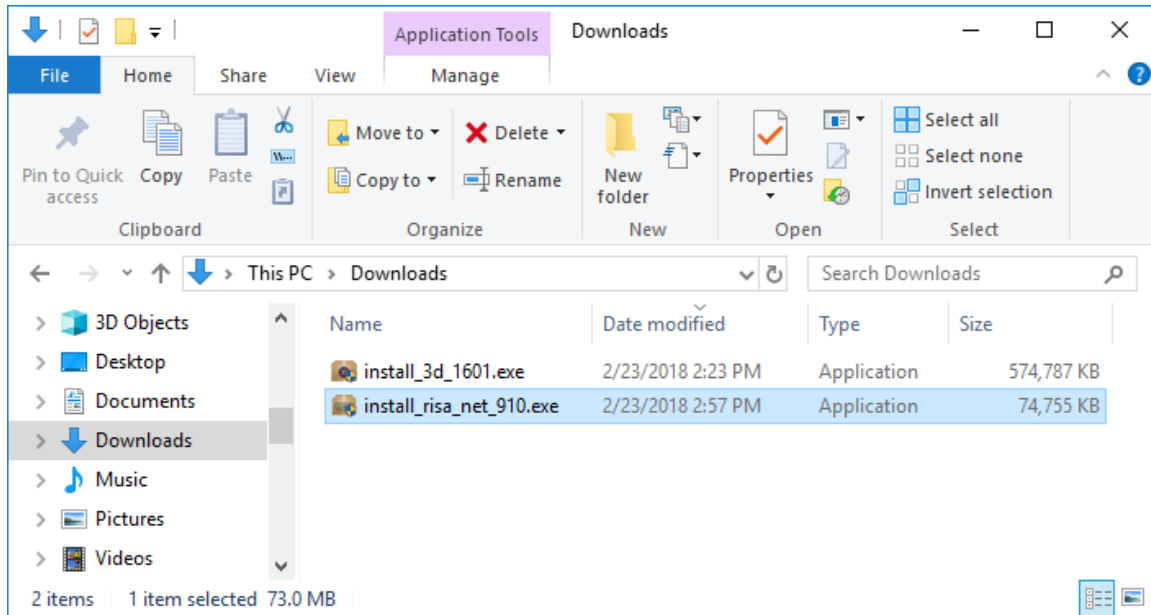 Application Tools Downloads
File Home Share View Manage
Pin to Quick access
Copy
Paste
Move to
Copy to
Delete
Rename
New folder
Properties
Select all
Select none
Invert selection
Clipboard Organize New Open Select
This PC > Downloads
Search Downloads
Name Date modified Type Size
3D Objects
Desktop
Documents
Downloads
Music
Pictures
Videos
install_3d_1601.exe 2/23/2018 2:23 PM Application 574,787 KB
install_risa_net_910.exe 2/23/2018 2:57 PM Application 74,755 KB
2 items 1 item selected 73.0 MB